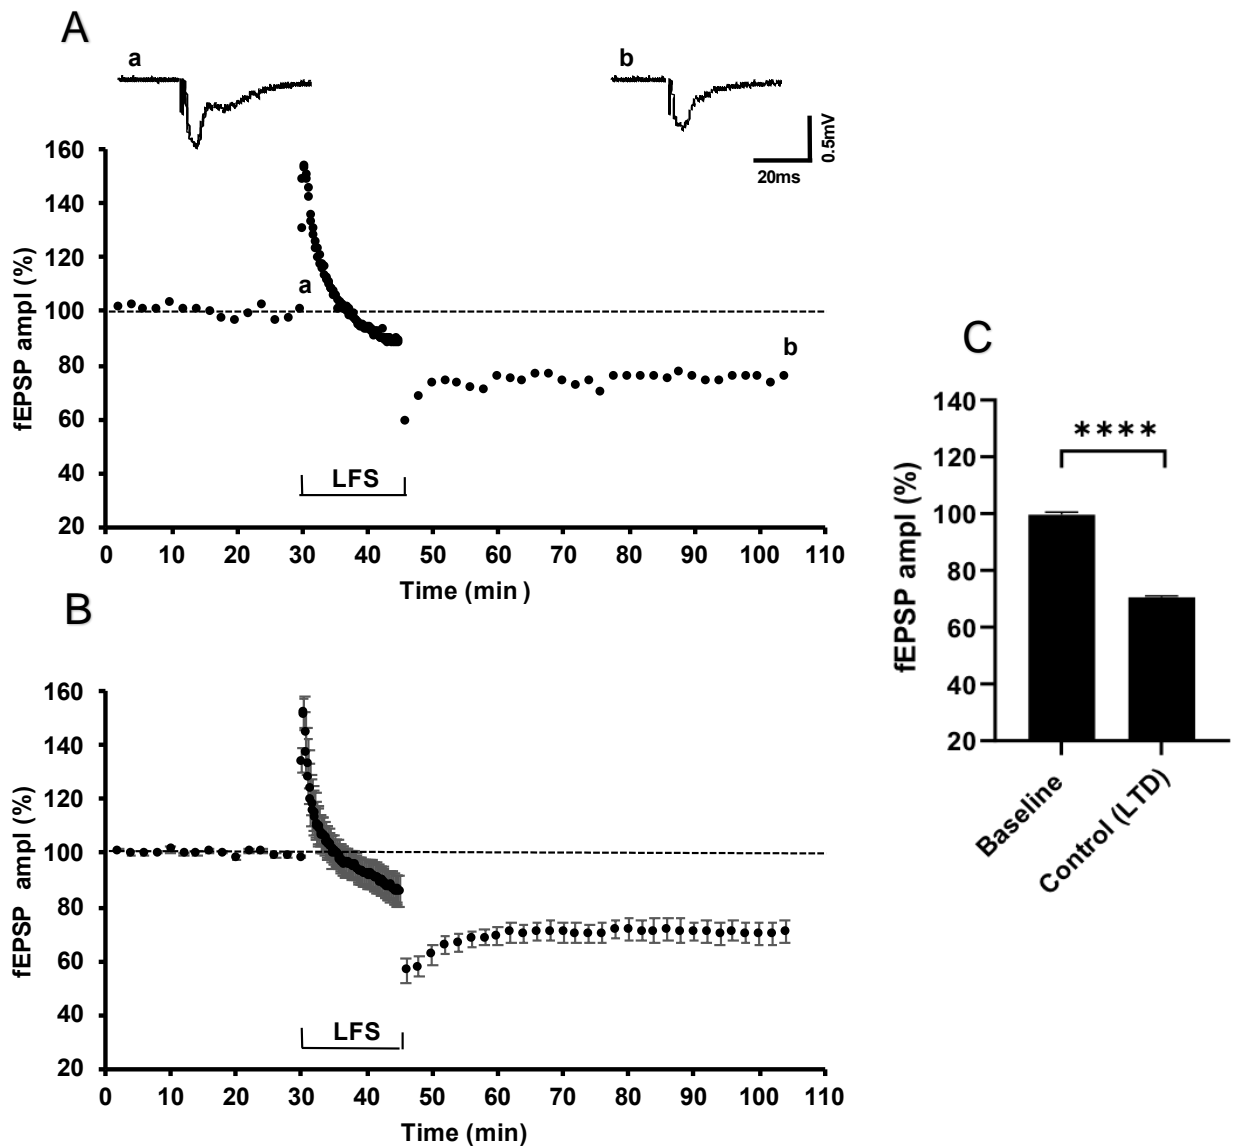 A
a
b
0.5mV
20ms
160
140
120
100
80
60
40
20
fEPSP ampl (%)
a
b
LFS
0 10 20 30 40 50 60 70 80 90 100 110
Time (min )
B
160
140
120
100
80
60
40
20
fEPSP ampl (%)
LFS
0 10 20 30 40 50 60 70 80 90 100 110
Time (min)
C
140
120
100
80
60
40
20
fEPSP ampl (%)
****
Baseline
Control (LTD)